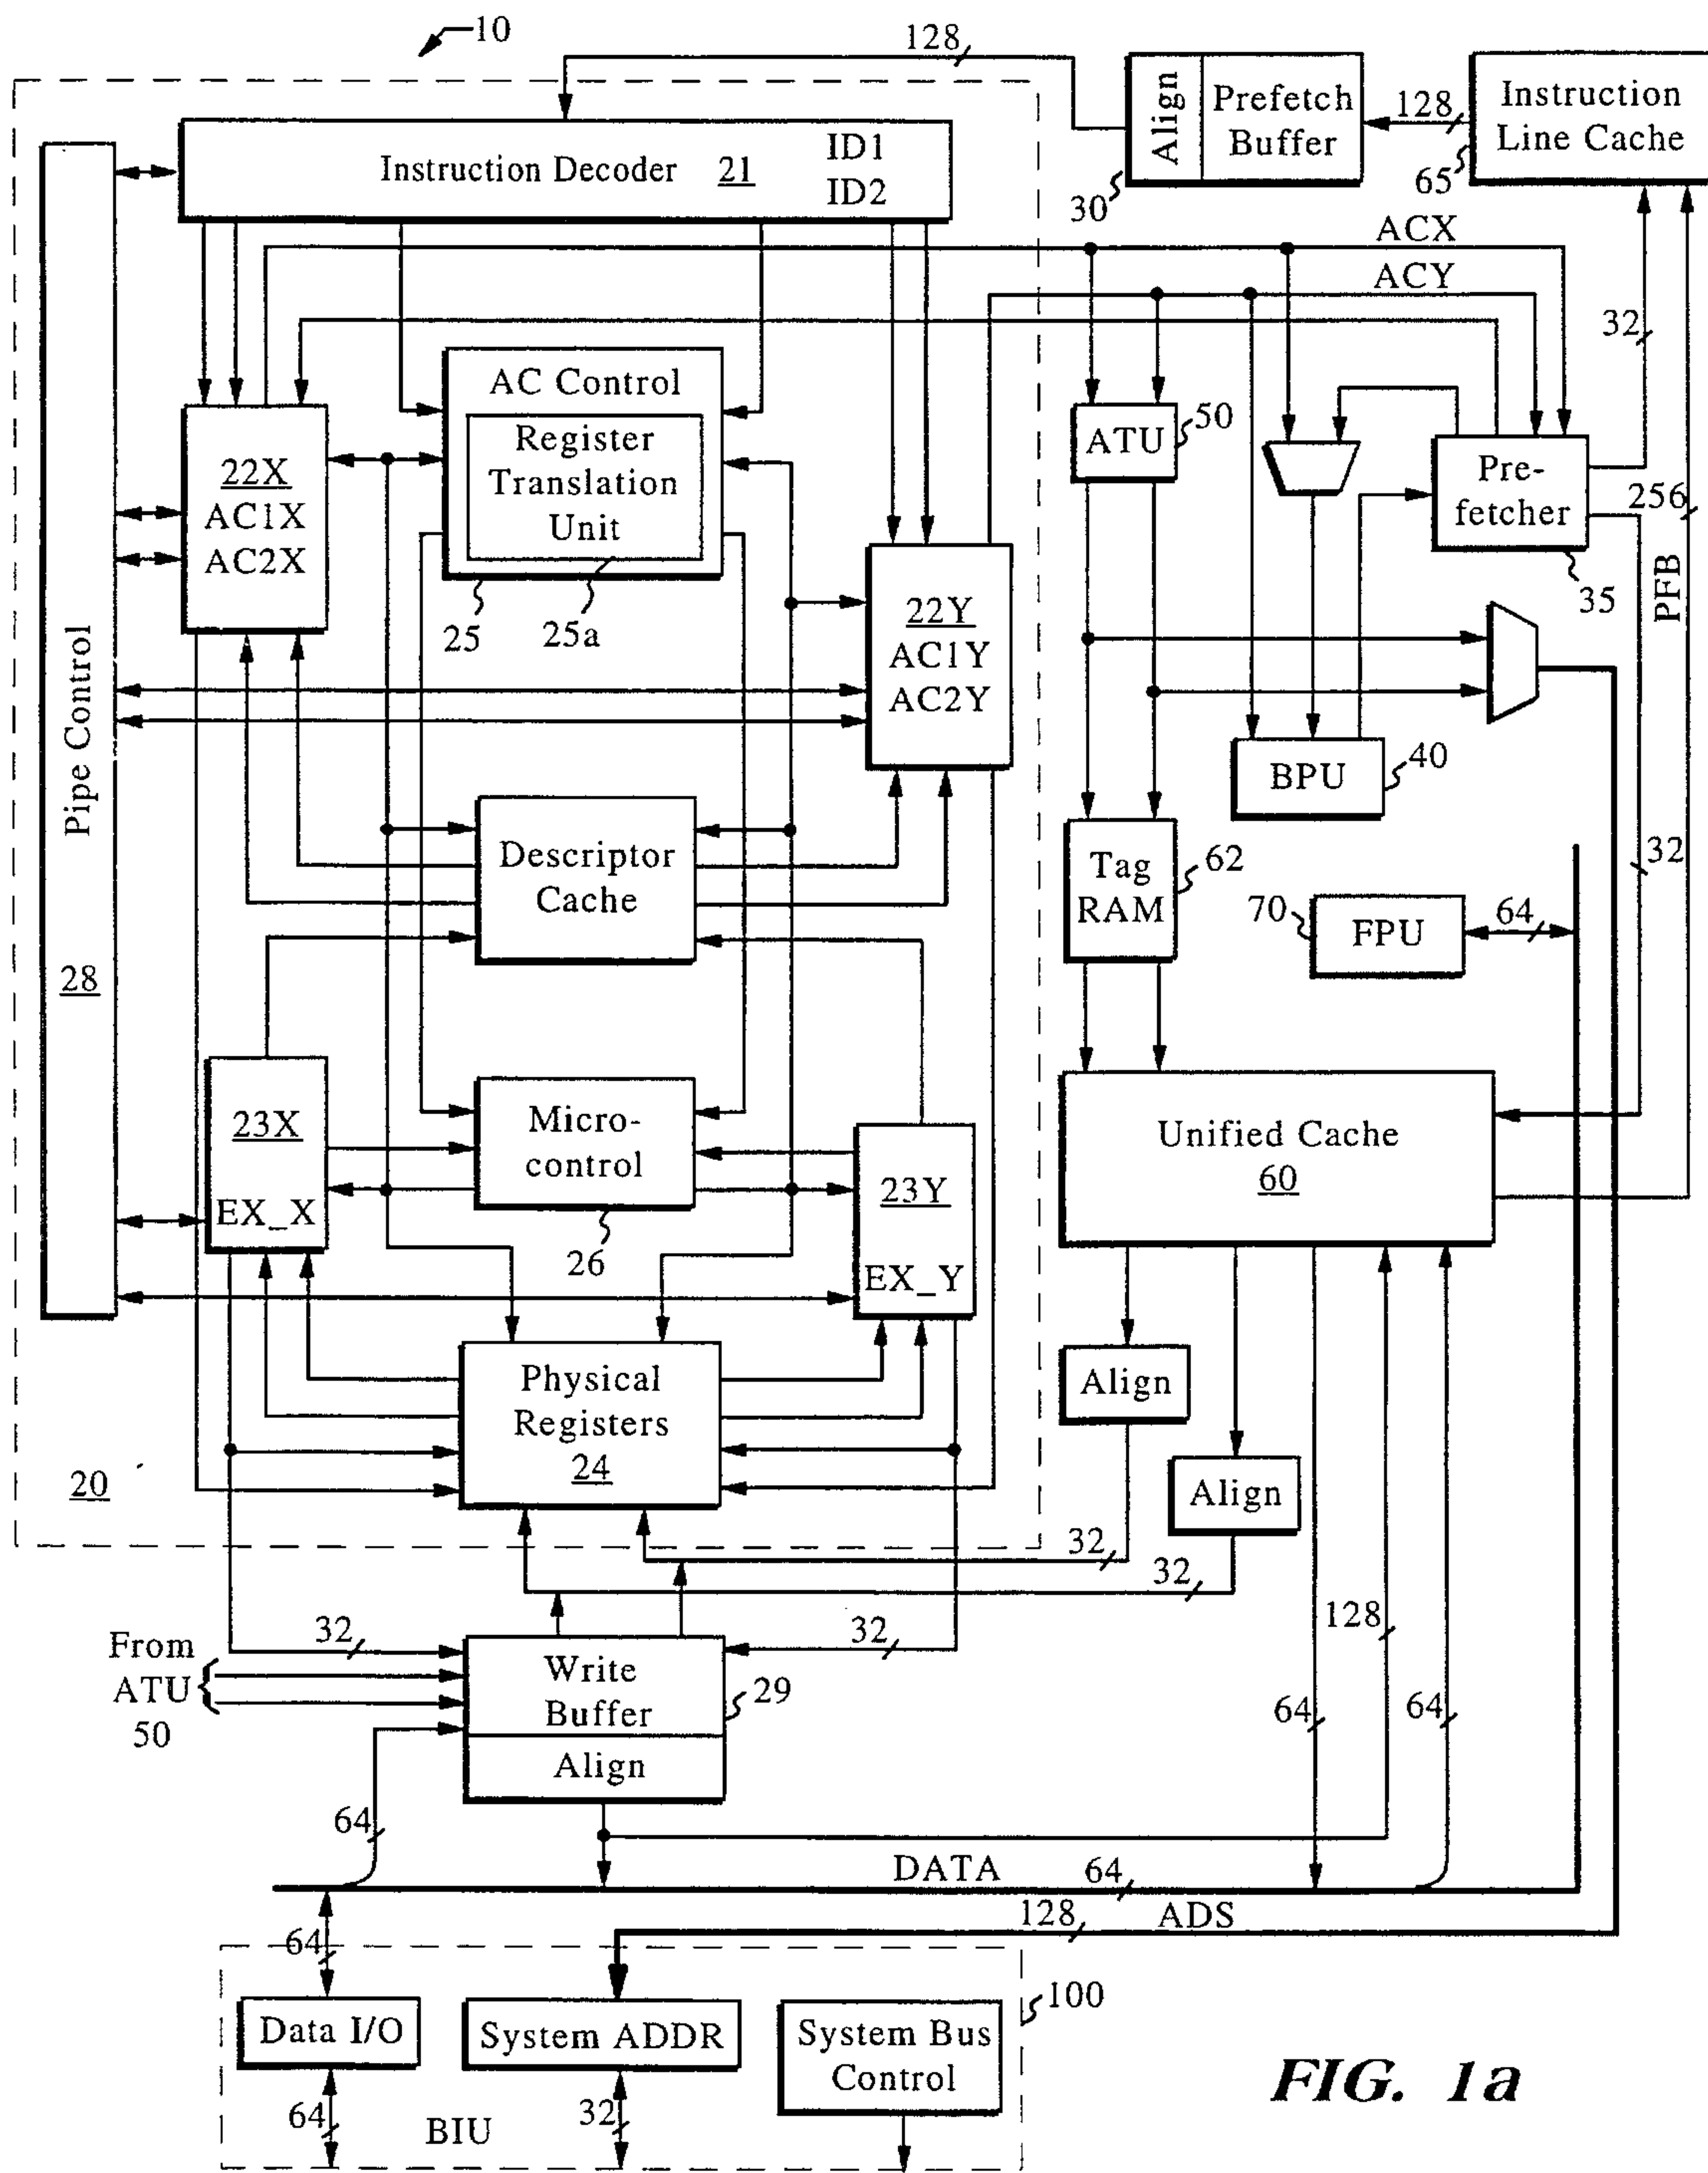 10
128
Align
Prefetch
Buffer
30
128
Instruction
Line Cache
65
Instruction Decoder 21
ID1
ID2
ACX
ACY
32
256
PFB
Pipe Control
28
22X
AC1X
AC2X
AC Control
Register
Translation
Unit
25
25a
22Y
AC1Y
AC2Y
ATU
50
Pre-
fetcher
35
BPU
40
Descriptor
Cache
Tag
RAM
62
70
FPU
64
32
23X
EX_X
Micro-
control
26
23Y
EX_Y
Unified Cache
60
Physical
Registers
24
20
Align
Align
32
32
128
64
64
From
ATU
50
32
32
Write
Buffer
Align
29
64
DATA
64
128
ADS
64
100
Data I/O
System ADDR
System Bus
Control
64
32
BIU
FIG. 1a